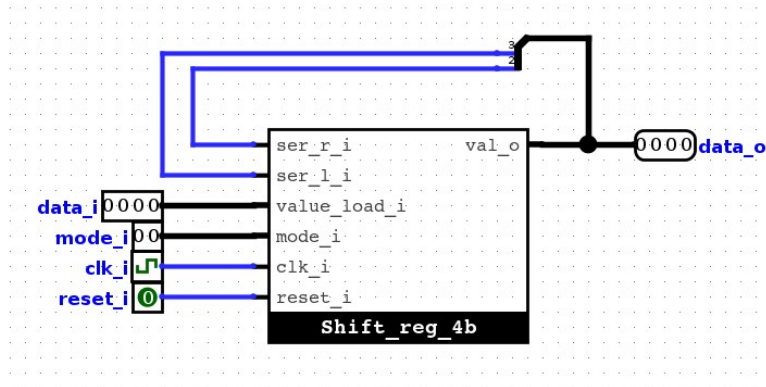 3
2
ser_r_i val_o 0000 data_o
ser_l_i
data_i 0000 value_load_i
mode_i 00 mode_i
clk_i clk_i
reset_i 0 reset_i
Shift_reg_4b